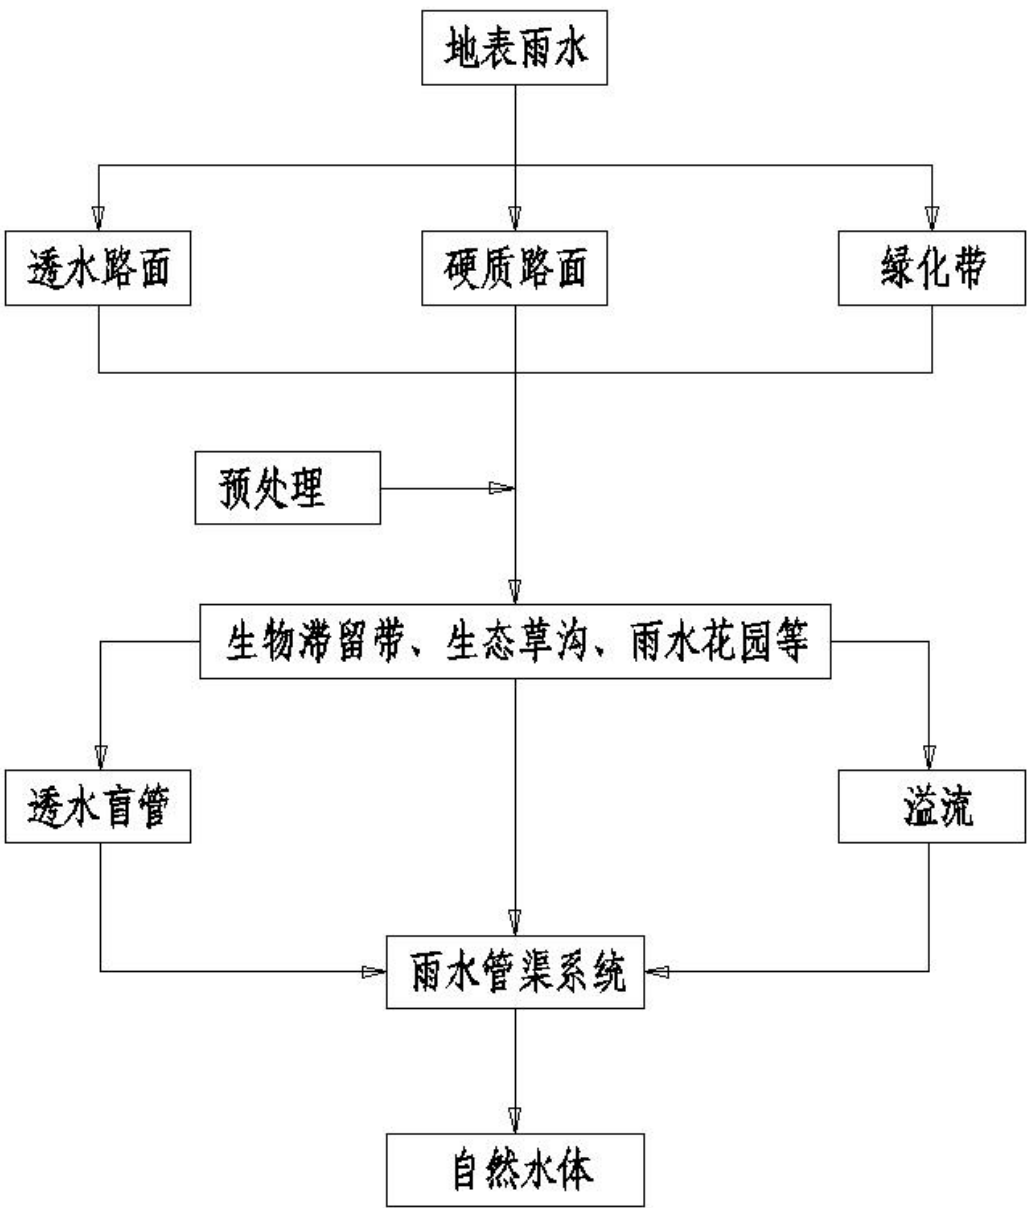 地表雨水
透水路面
硬质路面
绿化带
预处理
生物滞留带、生态草沟、雨水花园等
透水盲管
溢流
雨水管渠系统
自然水体